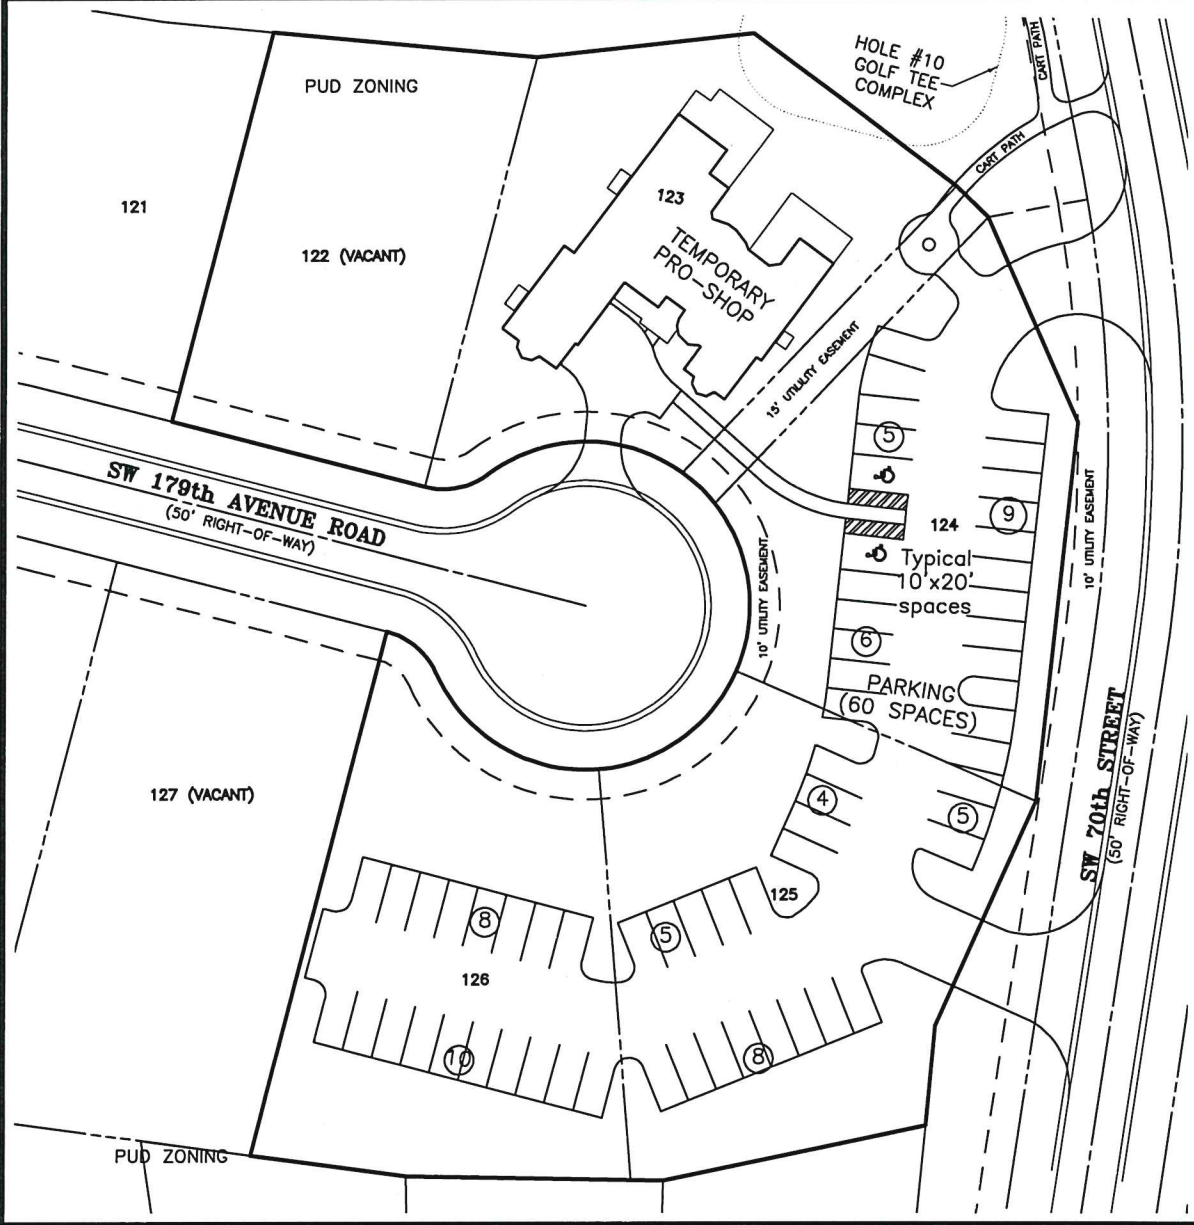 HOLE #10
GOLF TEE
COMPLEX
CART PATH
PUD ZONING
CART PATH
121
122 (VACANT)
123
TEMPORARY
PRO-SHOP
15' UTILITY EASEMENT
5
SW 179th AVENUE ROAD
(50' RIGHT-OF-WAY)
124
9
10' UTILITY EASEMENT
Typical
10'x20'
spaces
10' UTILITY EASEMENT
6
PARKING
(60 SPACES)
SW 70th STREET
(50' RIGHT-OF-WAY)
127 (VACANT)
4
5
125
8
5
126
10
8
PUD ZONING